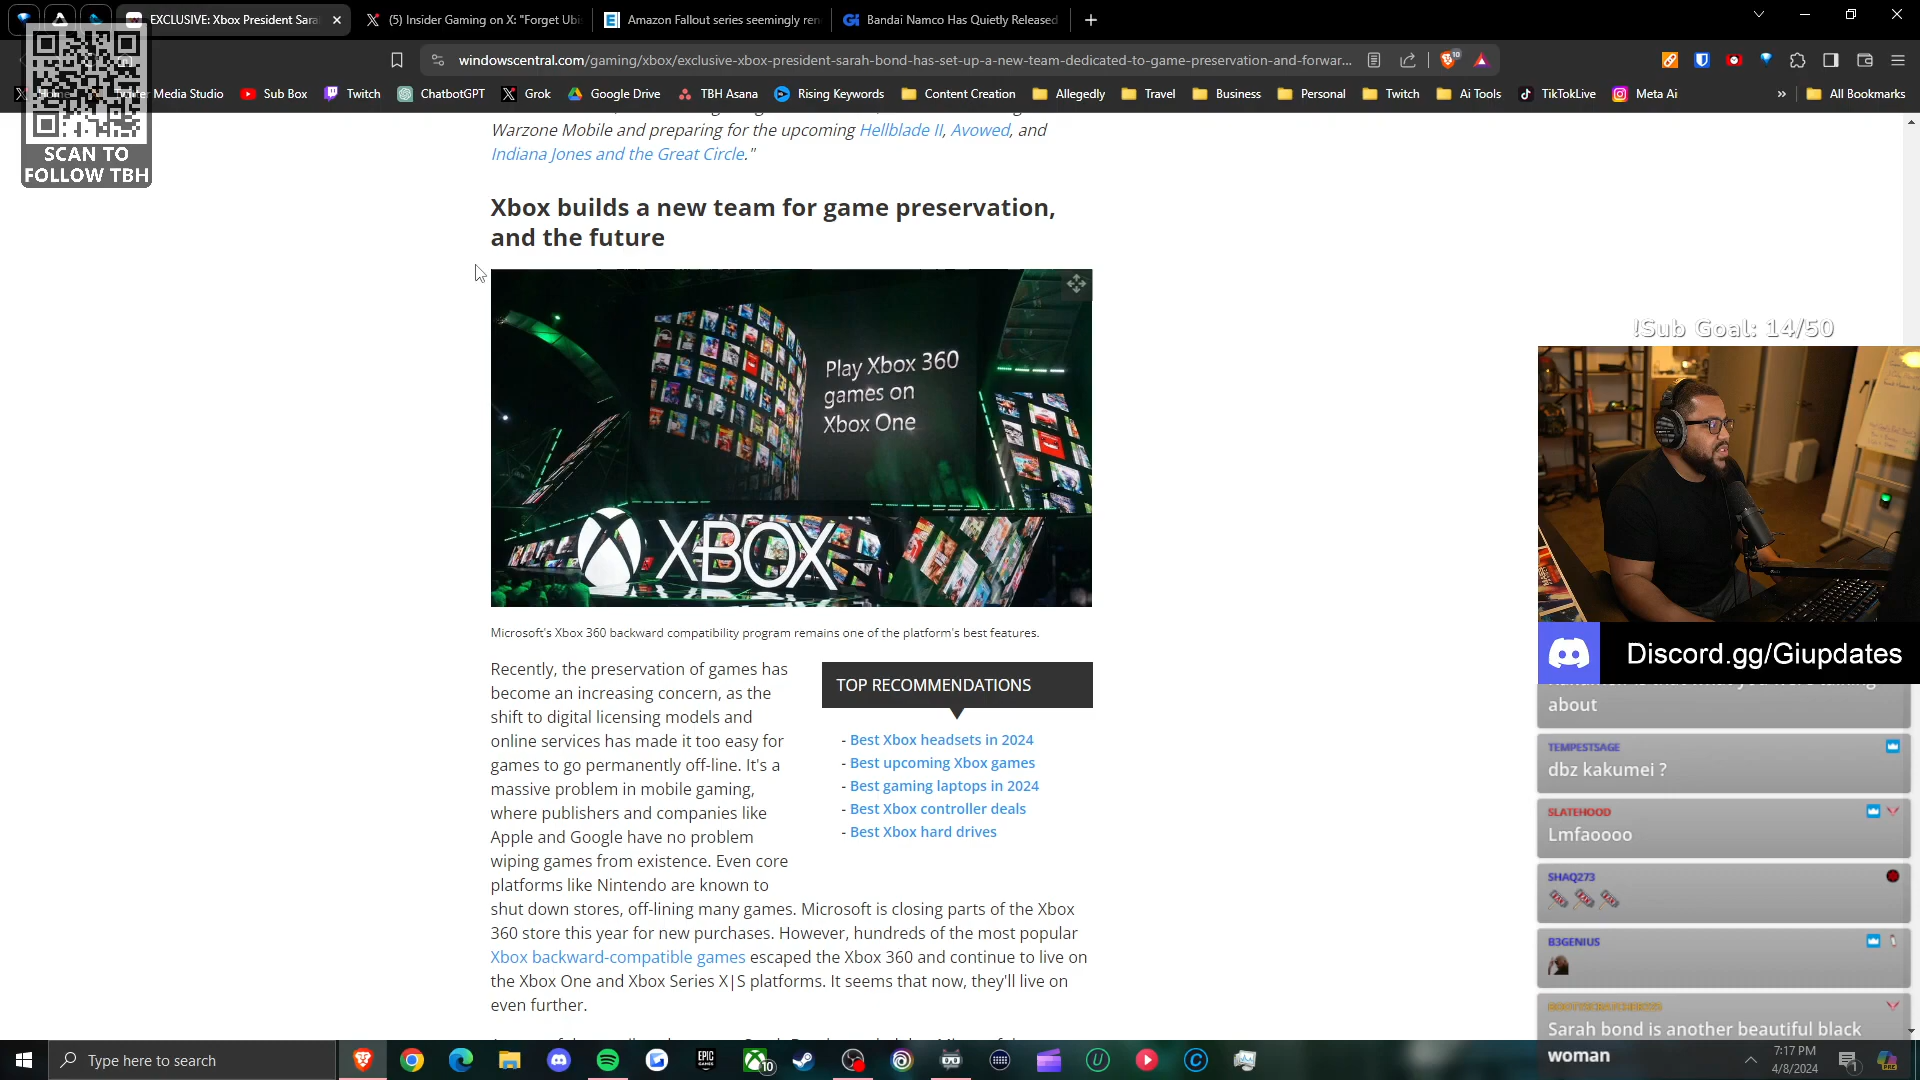 EXCLUSIVE: Xbox President Sara
(5) Insider Gaming on X: "Forget Ubi
Amazon Fallout series seemingly ren
Bandai Namco Has Quietly Released
windowscentral.com/gaming/xbox/exclusive-xbox-president-sarah-bond-has-set-up-a-new-team-dedicated-to-game-preservation-and-forwar...
10
Media Studio
Sub Box
Twitch
ChatbotGPT
Grok
Google Drive
TBH Asana
Rising Keywords
Content Creation
Allegedly
Travel
Business
Personal
Twitch
Ai Tools
TikTokLive
Meta Ai
»
All Bookmarks
SCAN TO
FOLLOW TBH
Warzone Mobile and preparing for the upcoming Hellblade II, Avowed, and
Indiana Jones and the Great Circle."
Xbox builds a new team for game preservation,
and the future
Play Xbox 360
games on
Xbox One
XBOX
Microsoft's Xbox 360 backward compatibility program remains one of the platform's best features.
Recently, the preservation of games has
become an increasing concern, as the
shift to digital licensing models and
online services has made it too easy for
games to go permanently off-line. It's a
massive problem in mobile gaming,
where publishers and companies like
Apple and Google have no problem
wiping games from existence. Even core
platforms like Nintendo are known to
shut down stores, off-lining many games. Microsoft is closing parts of the Xbox
360 store this year for new purchases. However, hundreds of the most popular
Xbox backward-compatible games escaped the Xbox 360 and continue to live on
the Xbox One and Xbox Series X|S platforms. It seems that now, they'll live on
even further.
TOP RECOMMENDATIONS
- Best Xbox headsets in 2024
- Best upcoming Xbox games
- Best gaming laptops in 2024
- Best Xbox controller deals
- Best Xbox hard drives
!Sub Goal: 14/50
Discord.gg/Giupdates
about
TEMPESTSAGE
dbz kakumei ?
SLATEHOOD
Lmfaoooo
SHAQ273
B3GENIUS
Sarah bond is another beautiful black
woman
Type here to search
EPIC
GAMES
10
7:17 PM
4/8/2024
1
PRE